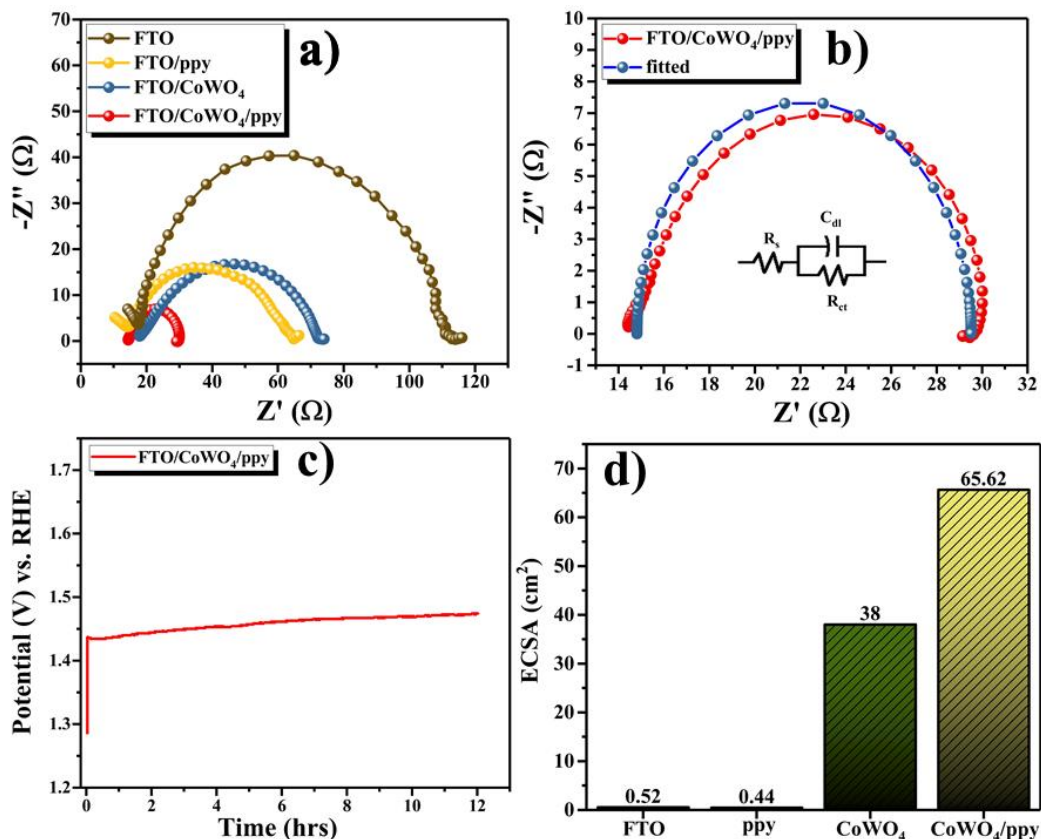 a)
FTO
FTO/ppy
FTO/CoWO₄
FTO/CoWO₄/ppy
70
60
50
40
30
20
10
0
-Z'' (Ω)
0 20 40 60 80 100 120
Z' (Ω)
b)
FTO/CoWO₄/ppy
fitted
10
9
8
7
6
5
4
3
2
1
0
-1
-Z'' (Ω)
Rₛ
C_dl
R_ct
14 16 18 20 22 24 26 28 30 32
Z' (Ω)
c)
FTO/CoWO₄/ppy
1.7
1.6
1.5
1.4
1.3
1.2
Potential (V) vs. RHE
0 2 4 6 8 10 12
Time (hrs)
d)
70
60
50
40
30
20
10
0
ECSA (cm²)
0.52
0.44
38
65.62
FTO ppy CoWO₄ CoWO₄/ppy